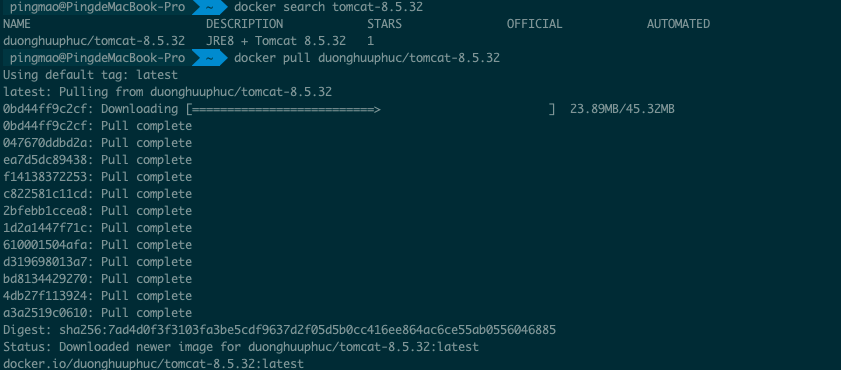 pingmao@PingdeMacBook-Pro ~ docker search tomcat-8.5.32
NAME DESCRIPTION STARS OFFICIAL AUTOMATED
duonghuuphuc/tomcat-8.5.32 JRE8 + Tomcat 8.5.32 1
pingmao@PingdeMacBook-Pro ~ docker pull duonghuuphuc/tomcat-8.5.32
Using default tag: latest
latest: Pulling from duonghuuphuc/tomcat-8.5.32
0bd44ff9c2cf: Downloading [==========================> ] 23.89MB/45.32MB
0bd44ff9c2cf: Pull complete
047670ddbd2a: Pull complete
ea7d5dc89438: Pull complete
f14138372253: Pull complete
c822581c11cd: Pull complete
2bfebb1ccea8: Pull complete
1d2a1447f71c: Pull complete
610001504afa: Pull complete
d319698013a7: Pull complete
bd8134429270: Pull complete
4db27f113924: Pull complete
a3a2519c0610: Pull complete
Digest: sha256:7ad4d0f3f3103fa3be5cdf9637d2f05d5b0cc416ee864ac6ce55ab0556046885
Status: Downloaded newer image for duonghuuphuc/tomcat-8.5.32:latest
docker.io/duonghuuphuc/tomcat-8.5.32:latest